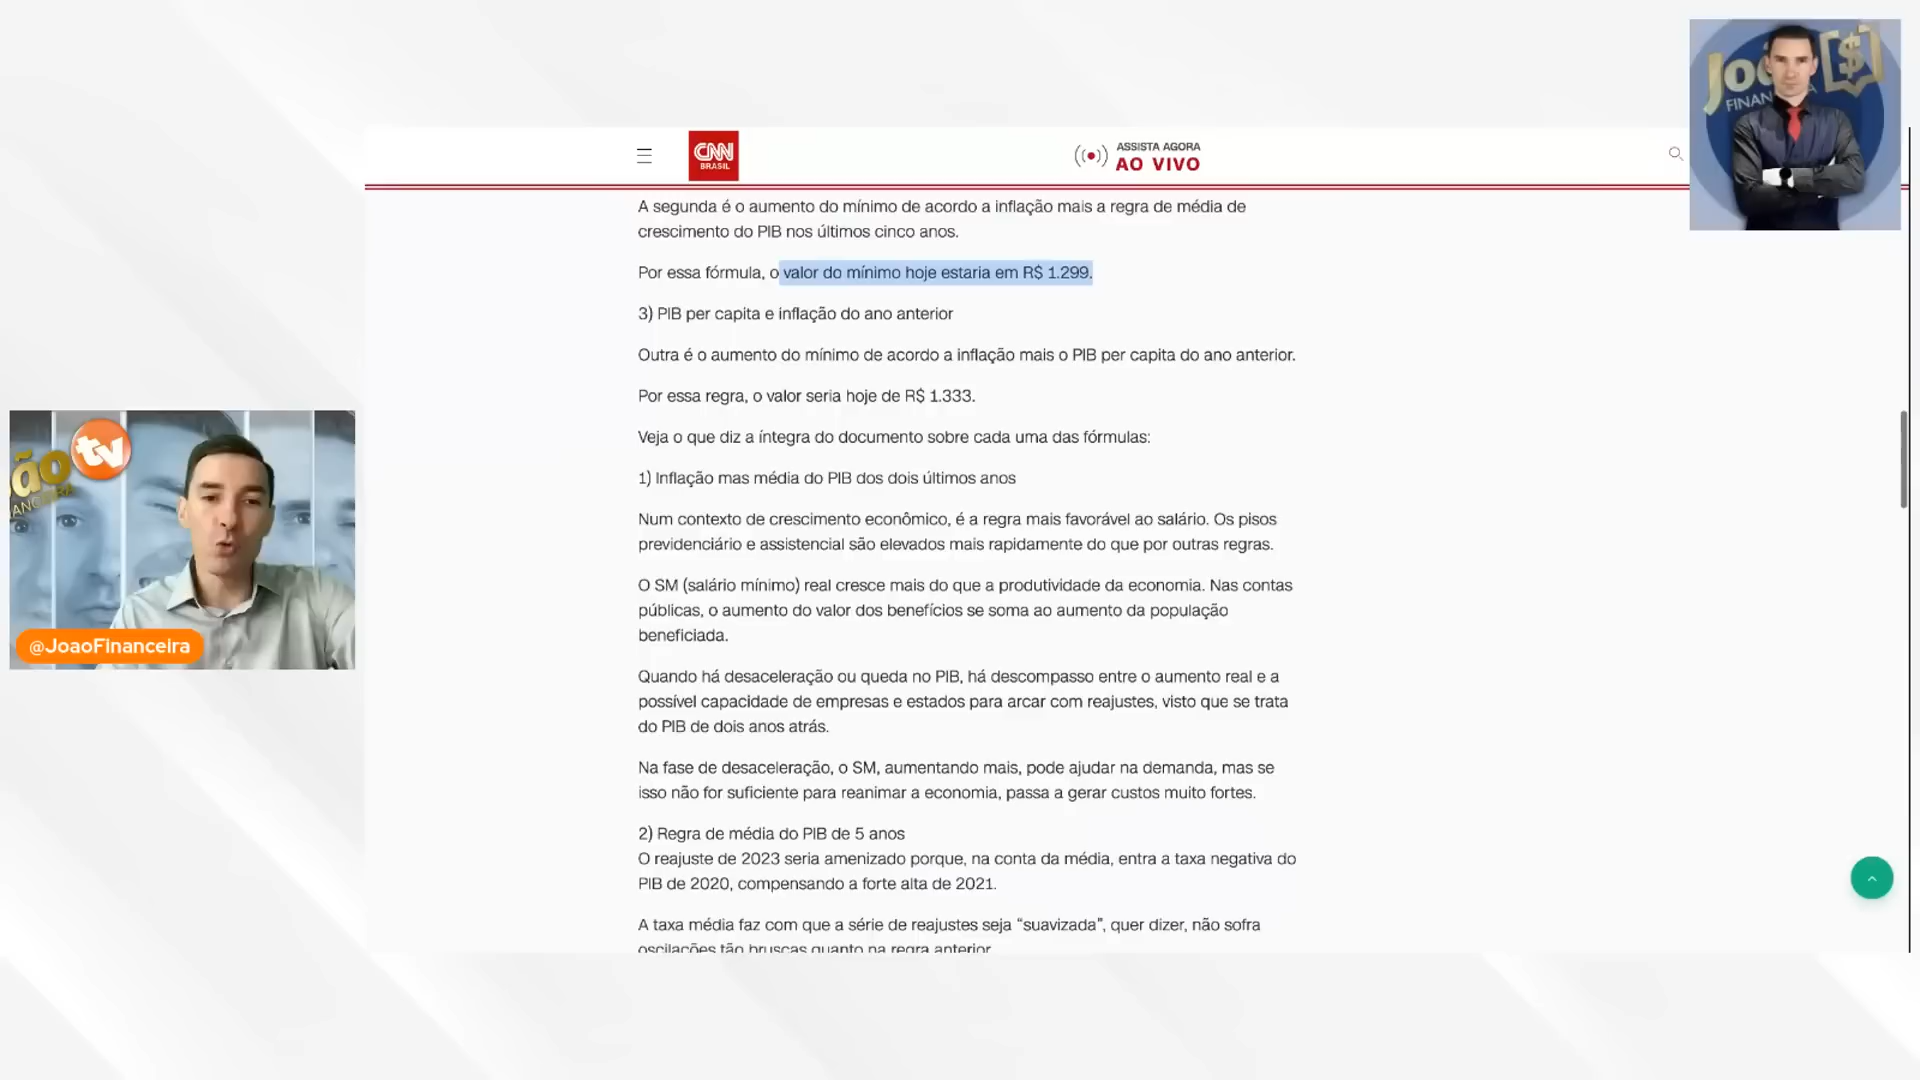 João $
FINANCEIRA
CNN
BRASIL
ASSISTA AGORA
AO VIVO
A segunda é o aumento do mínimo de acordo a inflação mais a regra de média de
crescimento do PIB nos últimos cinco anos.
Por essa fórmula, o valor do mínimo hoje estaria em R$ 1.299.
3) PIB per capita e inflação do ano anterior
Outra é o aumento do mínimo de acordo a inflação mais o PIB per capita do ano anterior.
Por essa regra, o valor seria hoje de R$ 1.333.
Veja o que diz a íntegra do documento sobre cada uma das fórmulas:
1) Inflação mas média do PIB dos dois últimos anos
Num contexto de crescimento econômico, é a regra mais favorável ao salário. Os pisos
previdenciário e assistencial são elevados mais rapidamente do que por outras regras.
O SM (salário mínimo) real cresce mais do que a produtividade da economia. Nas contas
públicas, o aumento do valor dos benefícios se soma ao aumento da população
beneficiada.
Quando há desaceleração ou queda no PIB, há descompasso entre o aumento real e a
possível capacidade de empresas e estados para arcar com reajustes, visto que se trata
do PIB de dois anos atrás.
Na fase de desaceleração, o SM, aumentando mais, pode ajudar na demanda, mas se
isso não for suficiente para reanimar a economia, passa a gerar custos muito fortes.
2) Regra de média do PIB de 5 anos
O reajuste de 2023 seria amenizado porque, na conta da média, entra a taxa negativa do
PIB de 2020, compensando a forte alta de 2021.
A taxa média faz com que a série de reajustes seja “suavizada”, quer dizer, não sofra
oscilações tão bruscas quanto na regra anterior.
tv
ão
ANCEIRA
@JoaoFinanceira